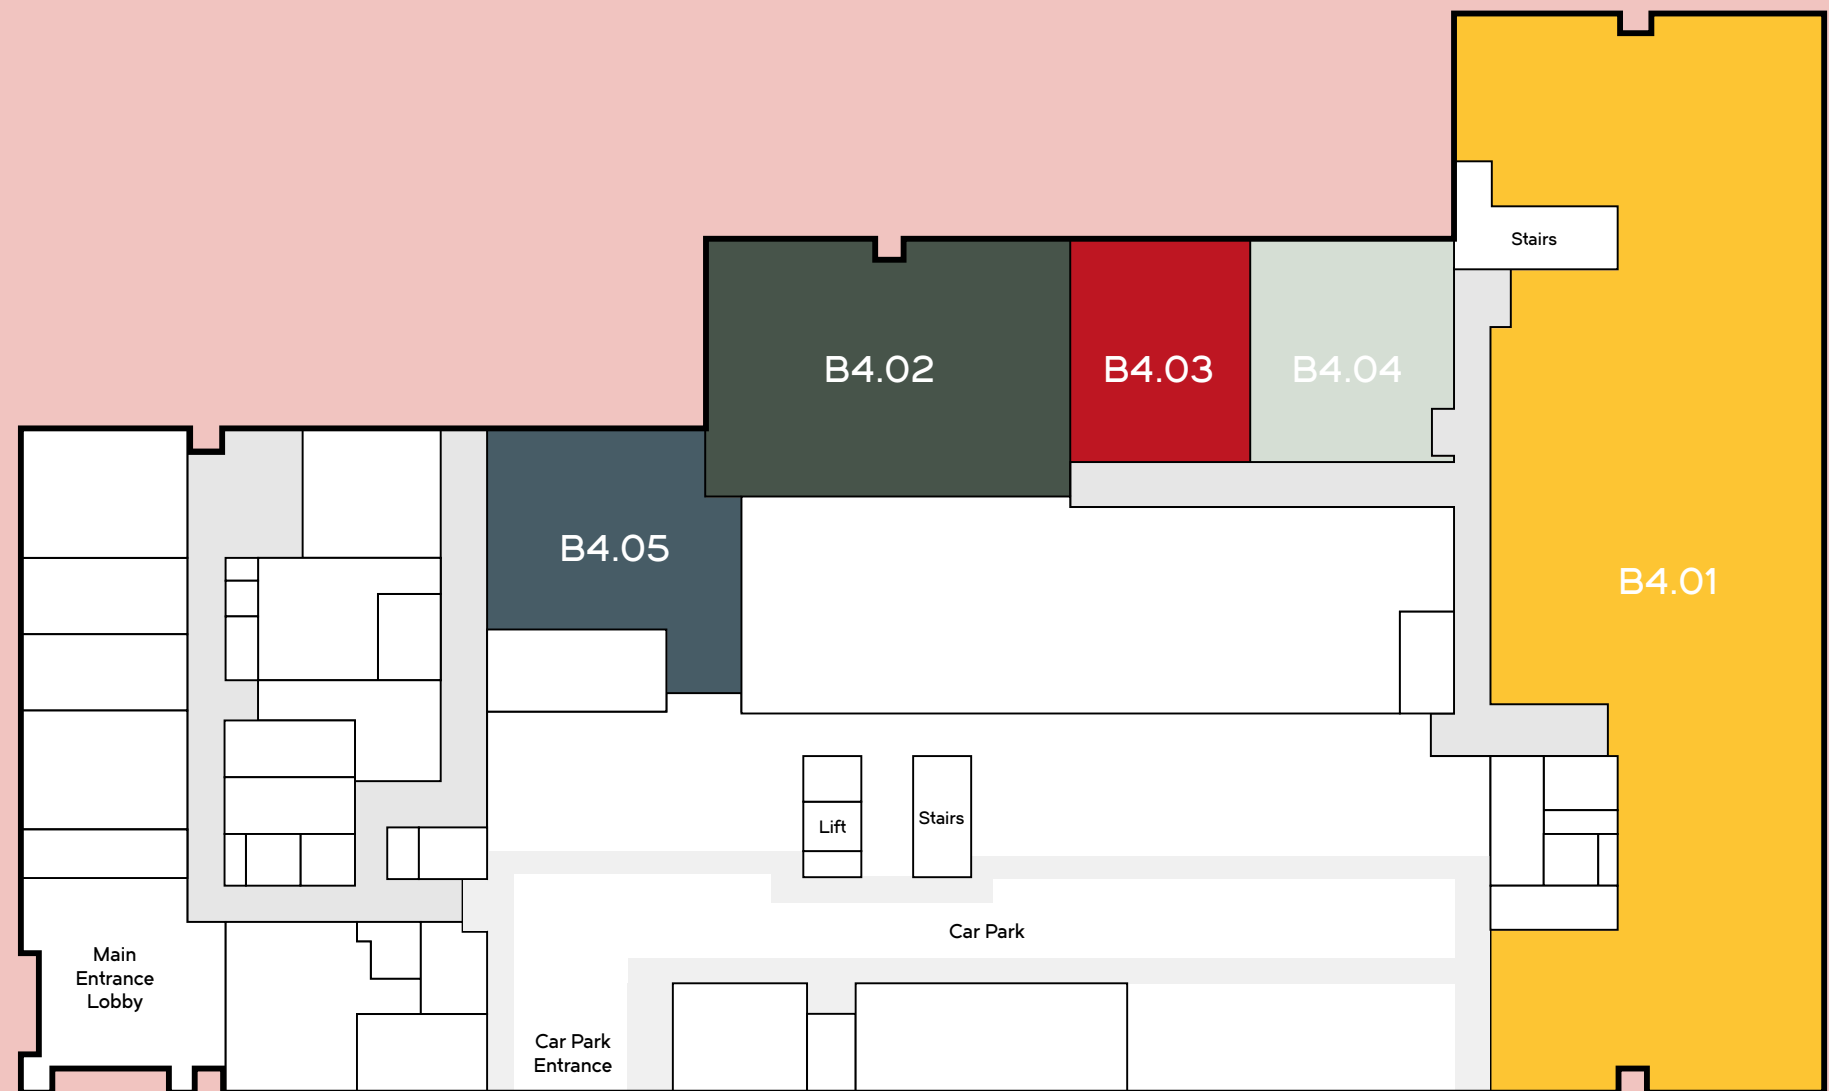 Stairs
B4.02
B4.03
B4.04
B4.05
B4.01
Lift
Stairs
Car Park
Main
Entrance
Lobby
Car Park
Entrance